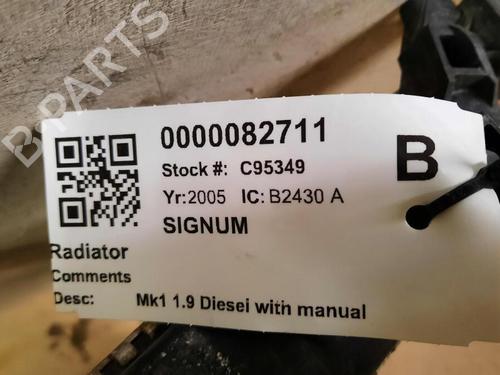 B-PARTS
0000082711
Stock #: C95349
B
Yr:2005 IC: B2430 A
SIGNUM
Radiator
Comments
Desc: Mk1 1.9 Diesel with manual